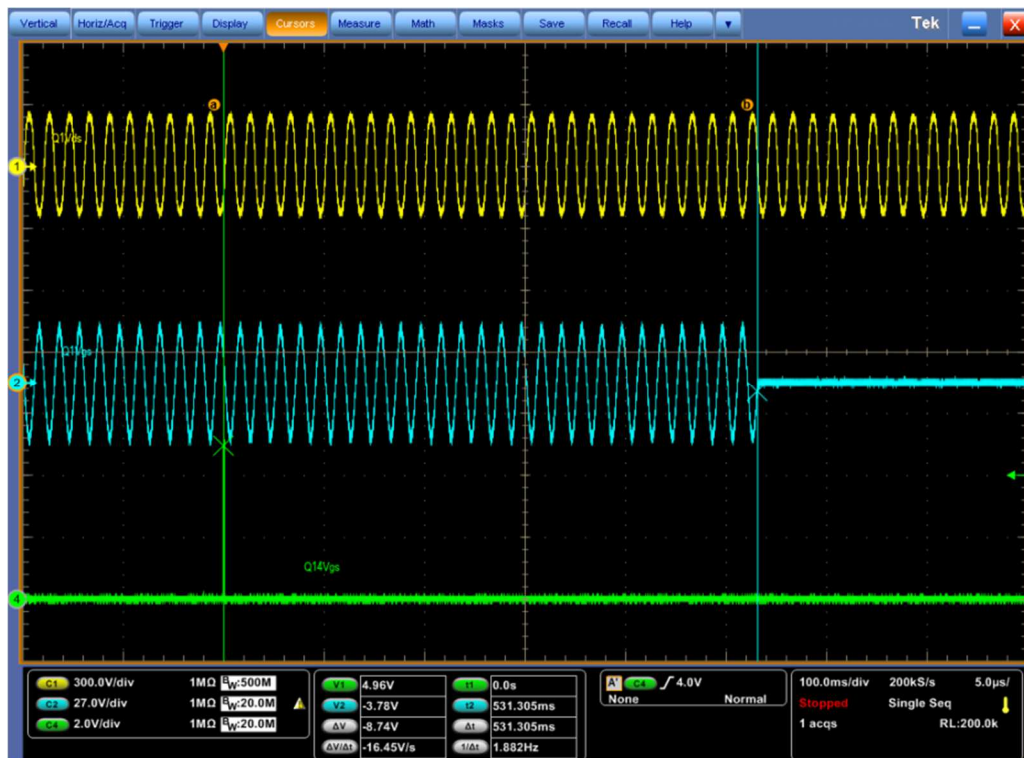 Vertical Horiz/Acq Trigger Display Cursors Measure Math Masks Save Recall Help Tek X
a b
Q1Vds
1
Q1Vgs
2
Q14Vgs
4
C1 300.0V/div 1MΩ BW:500M
C2 27.0V/div 1MΩ BW:20.0M
C4 2.0V/div 1MΩ BW:20.0M
V1 4.96V t1 0.0s
V2 -3.78V t2 531.305ms
ΔV -8.74V Δt 531.305ms
ΔV/Δt -16.45V/s 1/Δt 1.882Hz
A' C4 4.0V
None Normal
100.0ms/div 200kS/s 5.0μs/
Stopped Single Seq
1 acqs RL:200.0k